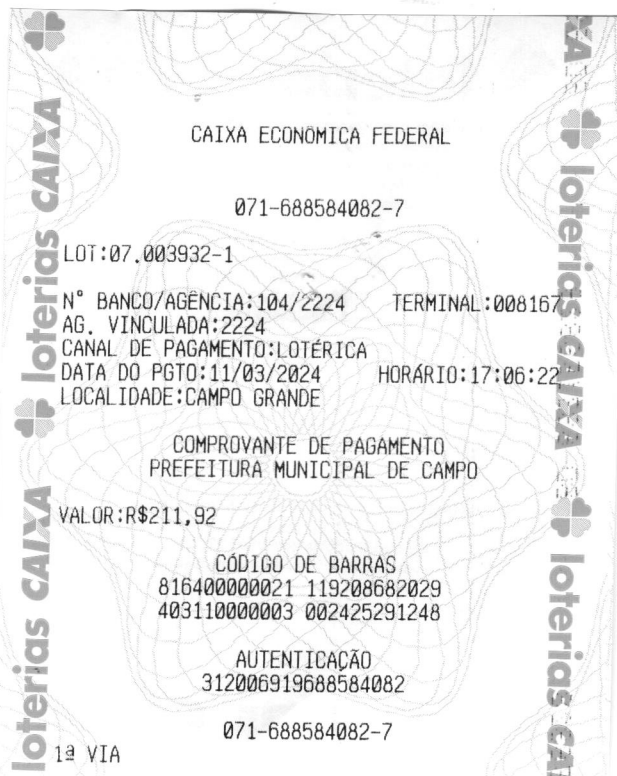 CAIXA ECONÔMICA FEDERAL
071-688584082-7
LOT:07.003932-1
N° BANCO/AGÊNCIA:104/2224 TERMINAL:008167
AG. VINCULADA:2224
CANAL DE PAGAMENTO:LOTÉRICA
DATA DO PGTO:11/03/2024 HORÁRIO:17:06:22
LOCALIDADE:CAMPO GRANDE
COMPROVANTE DE PAGAMENTO
PREFEITURA MUNICIPAL DE CAMPO
VALOR:R$211,92
CÓDIGO DE BARRAS
816400000021 119208682029
403110000003 002425291248
AUTENTICAÇÃO
312006919688584082
071-688584082-7
1ª VIA
loterias CAIXA
loterias CAIXA
XA
loterias CAIXA
loterias CAI